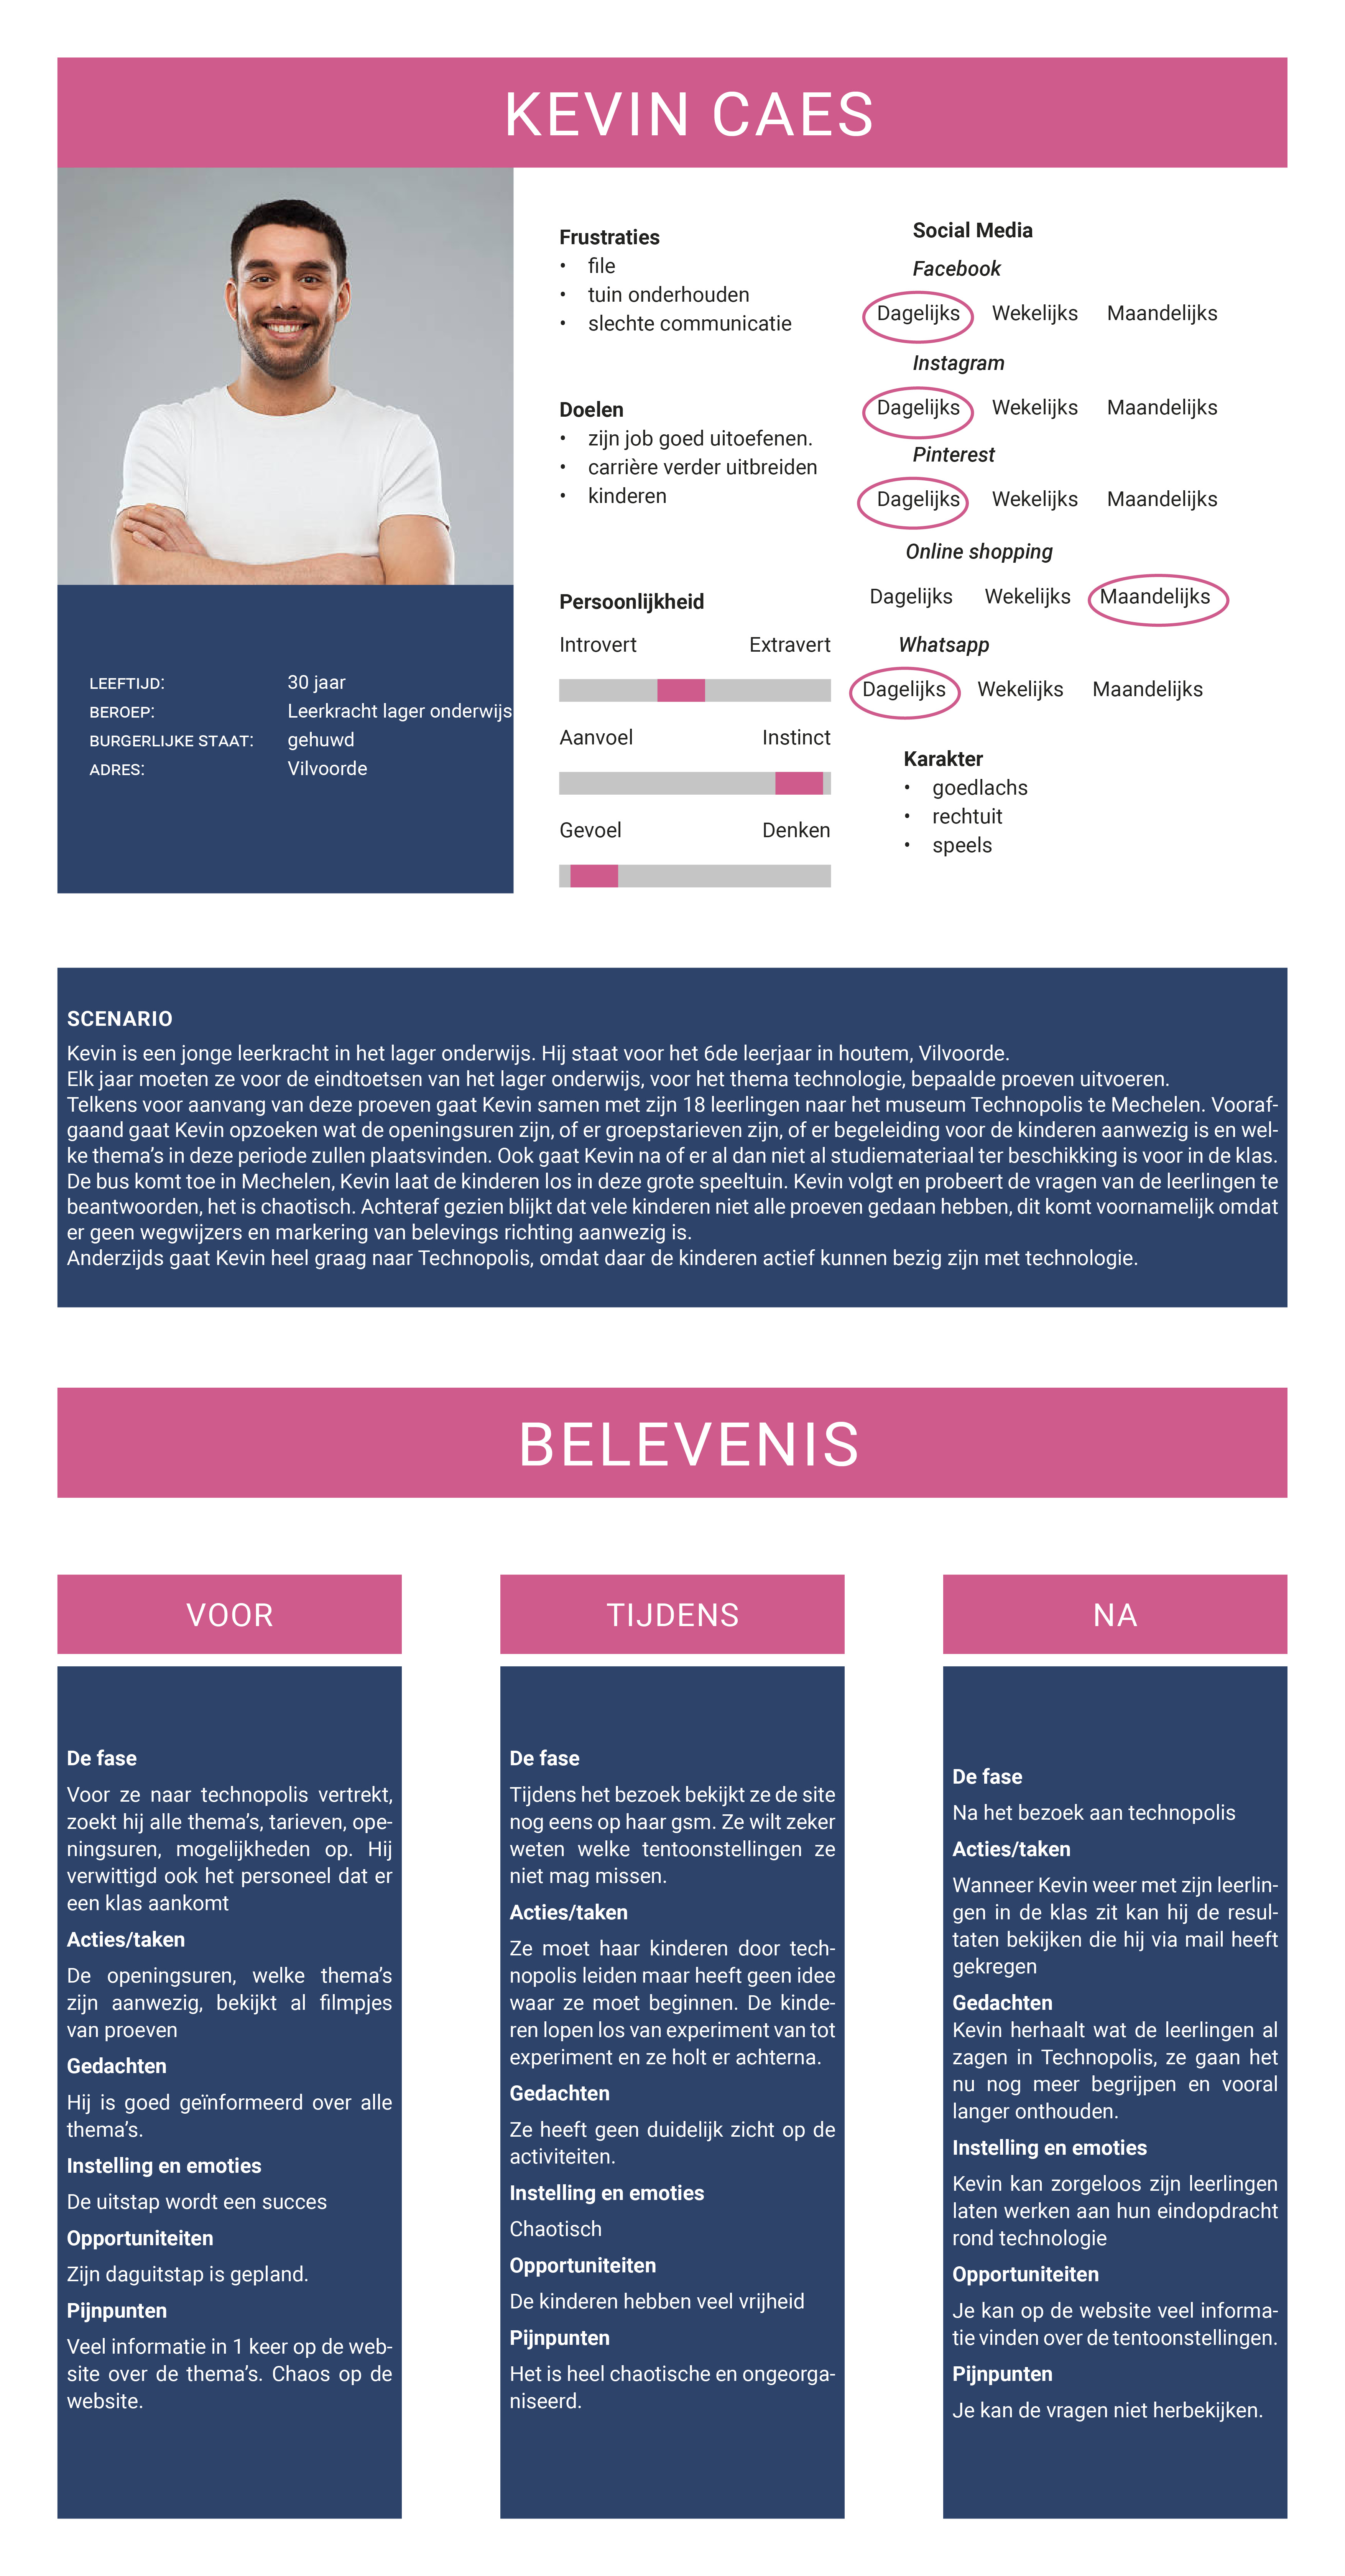 KEVIN CAES
LEEFTIJD: 30 jaar
BEROEP: Leerkracht lager onderwijs
BURGERLIJKE STAAT: gehuwd
ADRES: Vilvoorde
Frustraties
• file
• tuin onderhouden
• slechte communicatie
Doelen
• zijn job goed uitoefenen.
• carrière verder uitbreiden
• kinderen
Persoonlijkheid
Introvert Extravert
Aanvoel Instinct
Gevoel Denken
Social Media
Facebook
Dagelijks Wekelijks Maandelijks
Instagram
Dagelijks Wekelijks Maandelijks
Pinterest
Dagelijks Wekelijks Maandelijks
Online shopping
Dagelijks Wekelijks Maandelijks
Whatsapp
Dagelijks Wekelijks Maandelijks
Karakter
• goedlachs
• rechtuit
• speels
SCENARIO
Kevin is een jonge leerkracht in het lager onderwijs. Hij staat voor het 6de leerjaar in houtem, Vilvoorde.
Elk jaar moeten ze voor de eindtoetsen van het lager onderwijs, voor het thema technologie, bepaalde proeven uitvoeren.
Telkens voor aanvang van deze proeven gaat Kevin samen met zijn 18 leerlingen naar het museum Technopolis te Mechelen. Vooraf-
gaand gaat Kevin opzoeken wat de openingsuren zijn, of er groepstarieven zijn, of er begeleiding voor de kinderen aanwezig is en wel-
ke thema's in deze periode zullen plaatsvinden. Ook gaat Kevin na of er al dan niet al studiemateriaal ter beschikking is voor in de klas.
De bus komt toe in Mechelen, Kevin laat de kinderen los in deze grote speeltuin. Kevin volgt en probeert de vragen van de leerlingen te
beantwoorden, het is chaotisch. Achteraf gezien blijkt dat vele kinderen niet alle proeven gedaan hebben, dit komt voornamelijk omdat
er geen wegwijzers en markering van belevings richting aanwezig is.
Anderzijds gaat Kevin heel graag naar Technopolis, omdat daar de kinderen actief kunnen bezig zijn met technologie.
BELEVENIS
VOOR
De fase
Voor ze naar technopolis vertrekt,
zoekt hij alle thema's, tarieven, ope-
ningsuren, mogelijkheden op. Hij
verwittigd ook het personeel dat er
een klas aankomt
Acties/taken
De openingsuren, welke thema's
zijn aanwezig, bekijkt al filmpjes
van proeven
Gedachten
Hij is goed geïnformeerd over alle
thema's.
Instelling en emoties
De uitstap wordt een succes
Opportuniteiten
Zijn daguitstap is gepland.
Pijnpunten
Veel informatie in 1 keer op de web-
site over de thema's. Chaos op de
website.
TIJDENS
De fase
Tijdens het bezoek bekijkt ze de site
nog eens op haar gsm. Ze wilt zeker
weten welke tentoonstellingen ze
niet mag missen.
Acties/taken
Ze moet haar kinderen door tech-
nopolis leiden maar heeft geen idee
waar ze moet beginnen. De kinde-
ren lopen los van experiment van tot
experiment en ze holt er achterna.
Gedachten
Ze heeft geen duidelijk zicht op de
activiteiten.
Instelling en emoties
Chaotisch
Opportuniteiten
De kinderen hebben veel vrijheid
Pijnpunten
Het is heel chaotische en ongeorga-
niseerd.
NA
De fase
Na het bezoek aan technopolis
Acties/taken
Wanneer Kevin weer met zijn leerlin-
gen in de klas zit kan hij de resul-
taten bekijken die hij via mail heeft
gekregen
Gedachten
Kevin herhaalt wat de leerlingen al
zagen in Technopolis, ze gaan het
nu nog meer begrijpen en vooral
langer onthouden.
Instelling en emoties
Kevin kan zorgeloos zijn leerlingen
laten werken aan hun eindopdracht
rond technologie
Opportuniteiten
Je kan op de website veel informa-
tie vinden over de tentoonstellingen.
Pijnpunten
Je kan de vragen niet herbekijken.